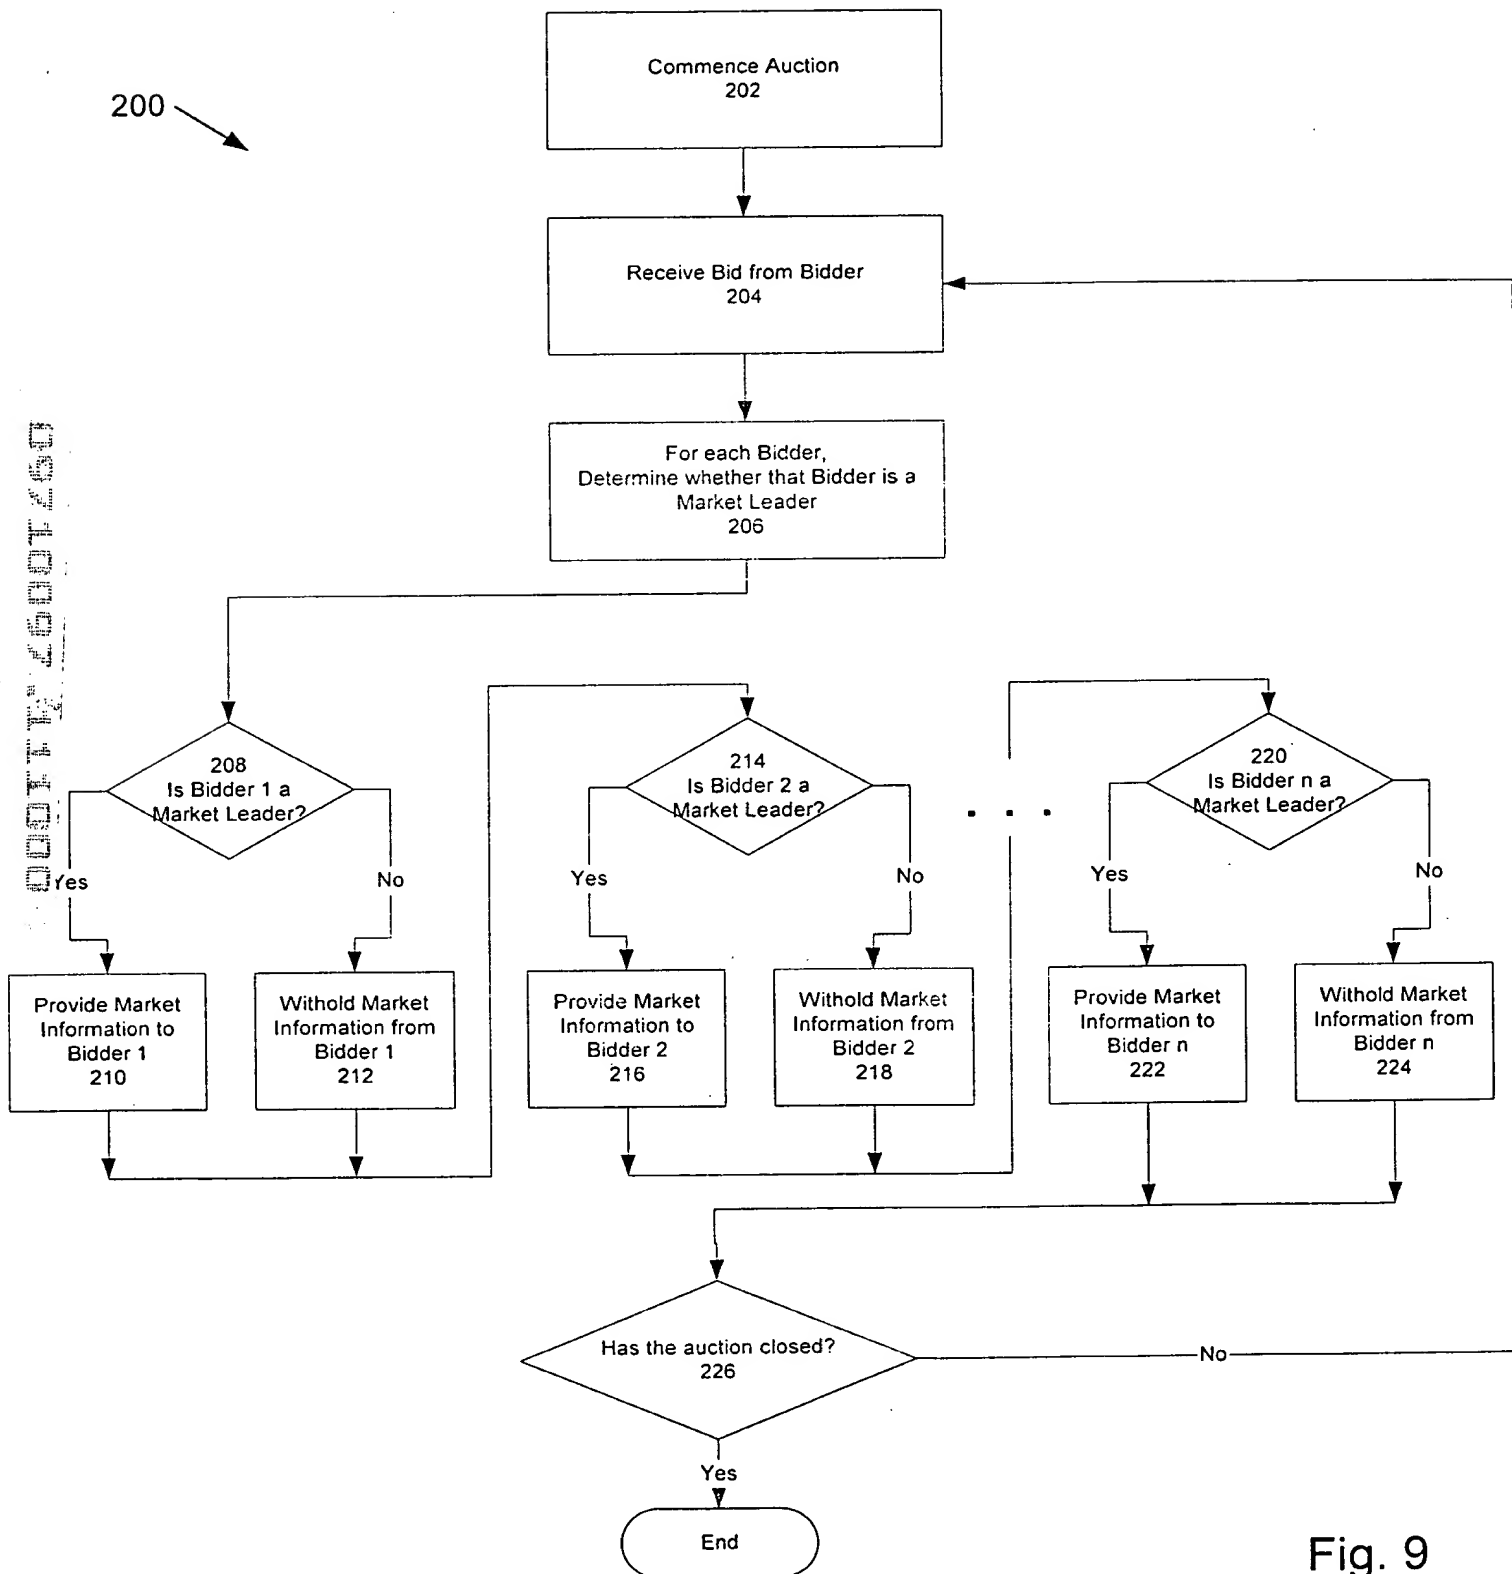 200
Commence Auction
202
Receive Bid from Bidder
204
For each Bidder,
Determine whether that Bidder is a
Market Leader
206
208
Is Bidder 1 a
Market Leader?
Yes
No
214
Is Bidder 2 a
Market Leader?
Yes
No
. . .
220
Is Bidder n a
Market Leader?
Yes
No
Provide Market
Information to
Bidder 1
210
Withold Market
Information from
Bidder 1
212
Provide Market
Information to
Bidder 2
216
Withold Market
Information from
Bidder 2
218
Provide Market
Information to
Bidder n
222
Withold Market
Information from
Bidder n
224
Has the auction closed?
226
No
Yes
End
Fig. 9